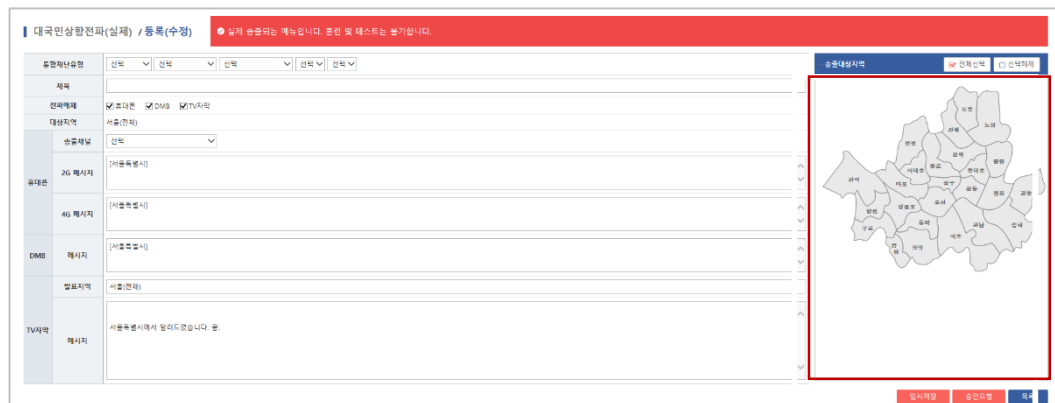 대국민상황전파(실제) / 등록(수정)
실제 송출되는 메뉴입니다. 훈련 및 테스트는 불가합니다.
통합재난유형 선택 선택 선택 선택 선택
제목
전파매체 휴대폰 DMB TV자막
대상지역 서울(전체)
휴대폰
송출채널 선택
2G 메시지 [서울특별시]
4G 메시지 [서울특별시]
DMB 메시지 [서울특별시]
TV자막
발표지역 서울(전체)
메시지 서울특별시에서 알려드렸습니다. 끝.
송출대상지역 전체선택 선택해제
도봉
강북 노원
은평
성북
종로 중랑
서대문 동대문
강서
마포 중구
성동 광진 강동
용산
양천 영등포
동작 강남 송파
구로 서초
금천 관악
임시저장 승인요청 목록